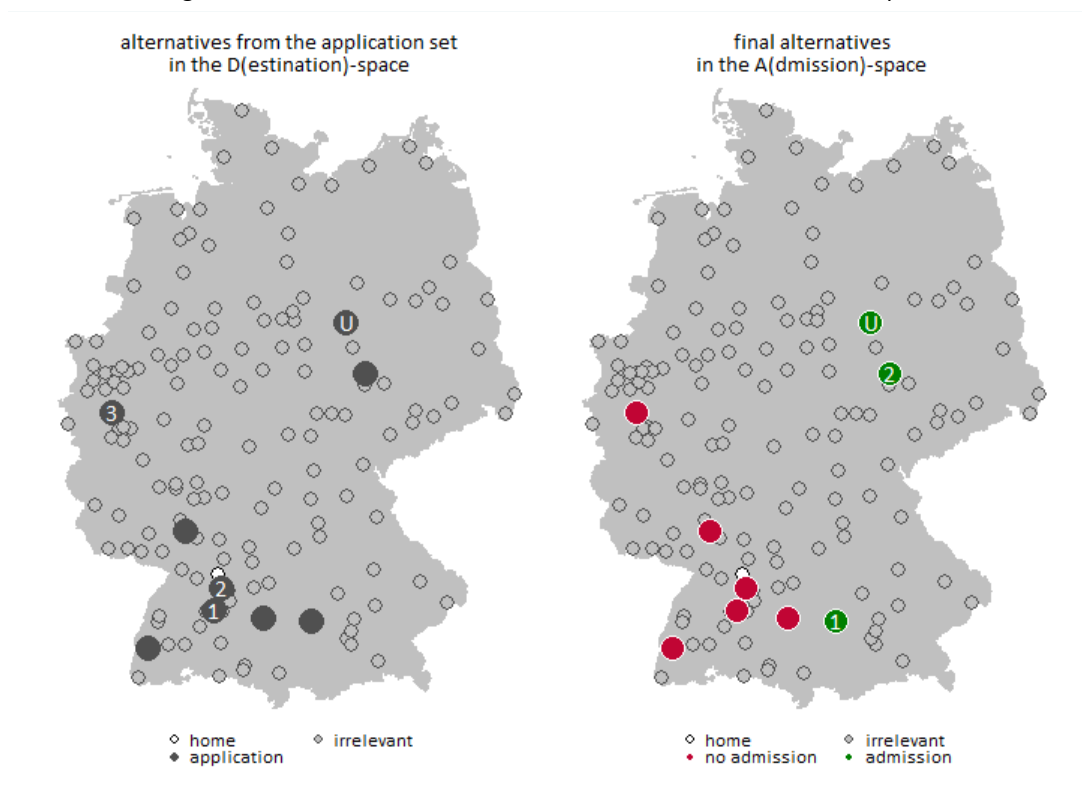 alternatives from the application set
in the D(estination)-space
final alternatives
in the A(dmission)-space
U
3
2
1
U
2
1
home
irrelevant
application
home
irrelevant
no admission
admission